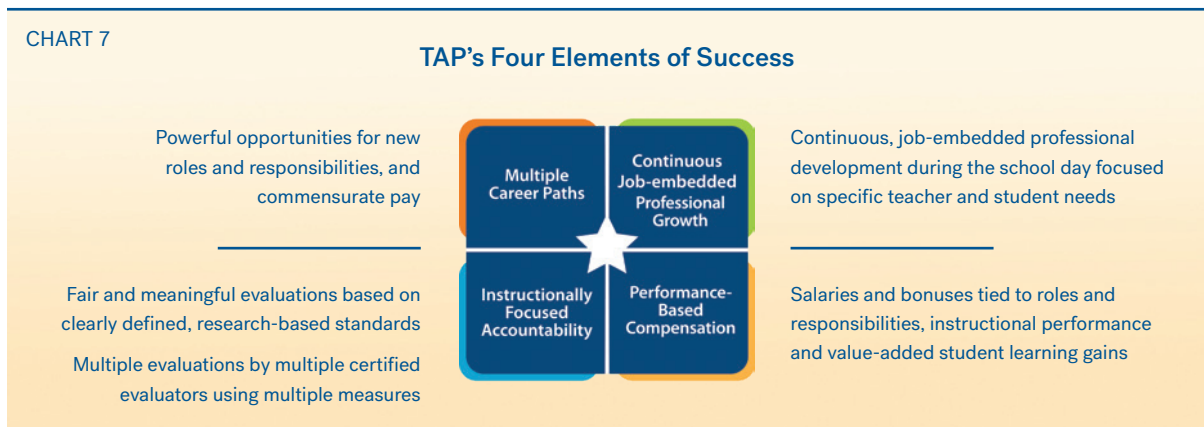 CHART 7
TAP's Four Elements of Success
Powerful opportunities for new
roles and responsibilities, and
commensurate pay
Multiple
Career Paths
Continuous
Job-embedded
Professional
Growth
Continuous, job-embedded professional
development during the school day focused
on specific teacher and student needs
Fair and meaningful evaluations based on
clearly defined, research-based standards
Multiple evaluations by multiple certified
evaluators using multiple measures
Instructionally
Focused
Accountability
Performance-
Based
Compensation
Salaries and bonuses tied to roles and
responsibilities, instructional performance
and value-added student learning gains